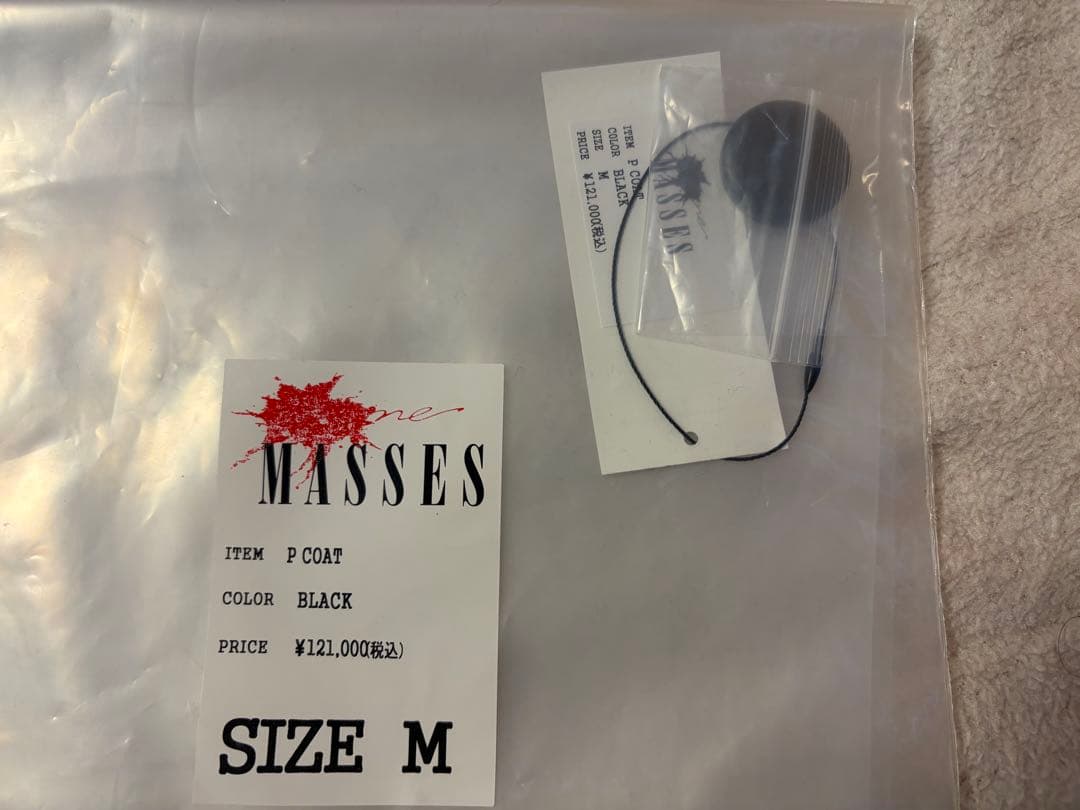 ne
MASSES
ITEM P COAT
COLOR BLACK
PRICE ¥121,000(税込)
SIZE M
ITEM P COAT
COLOR BLACK
SIZE M
PRICE ¥121,000(税込)
MASSES